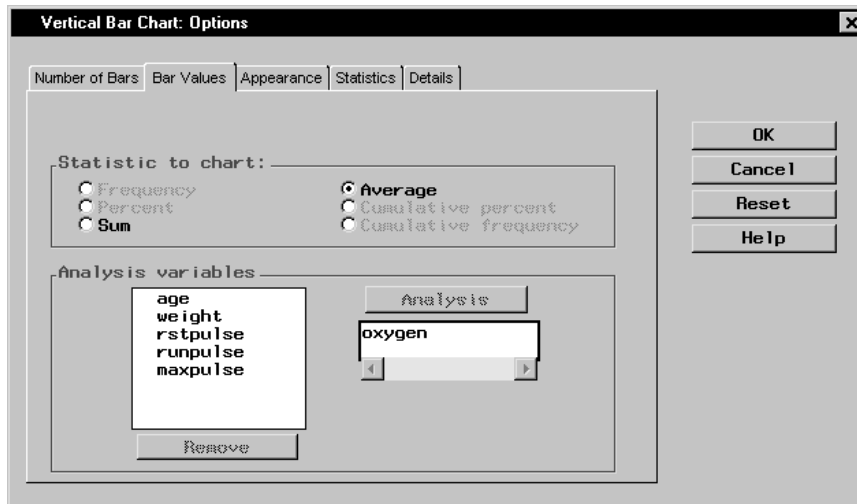 Vertical Bar Chart: Options
Number of Bars Bar Values Appearance Statistics Details
Statistic to chart:
Frequency Average
Percent Cumulative percent
Sum Cumulative frequency
Analysis variables
age
weight
rstpulse
runpulse
maxpulse
Remove
Analysis
oxygen
OK
Cancel
Reset
Help